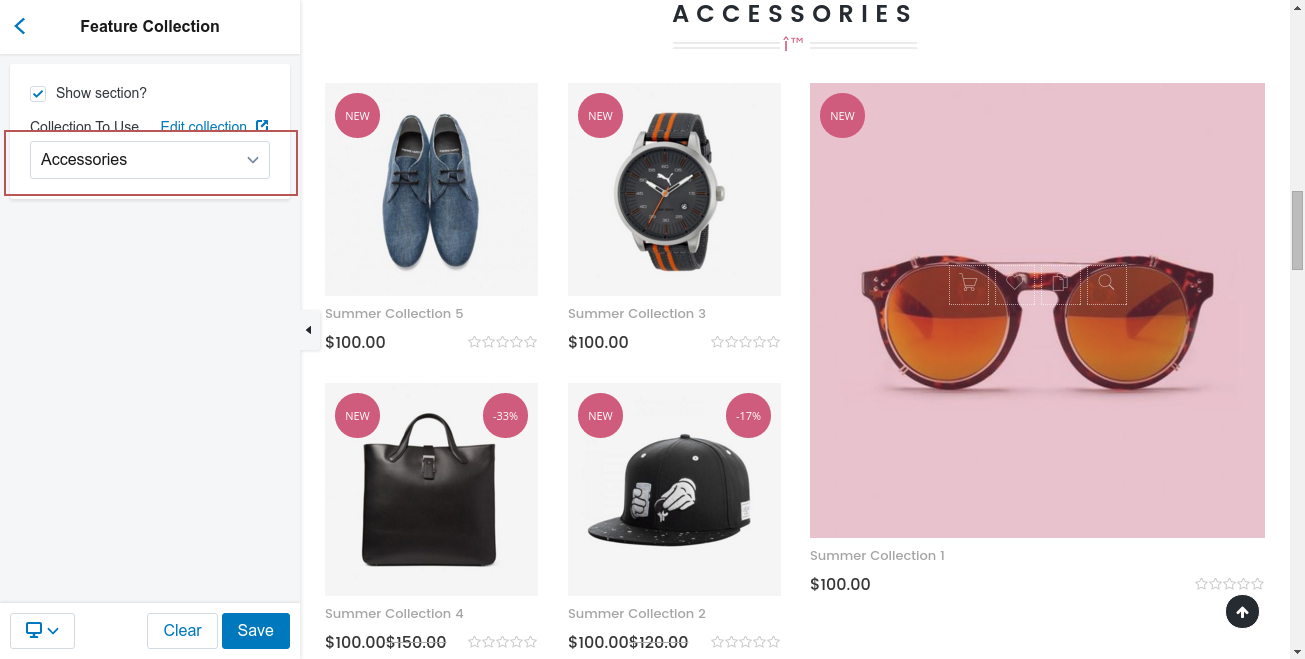 Feature Collection
Show section?
Collection To Use
Edit collection
Accessories
Clear
Save
ACCESSORIES
î™
NEW
NEW
NEW
Summer Collection 5
Summer Collection 3
$100.00
$100.00
NEW
-33%
NEW
-17%
Summer Collection 1
$100.00
Summer Collection 4
Summer Collection 2
$100.00$150.00
$100.00$120.00